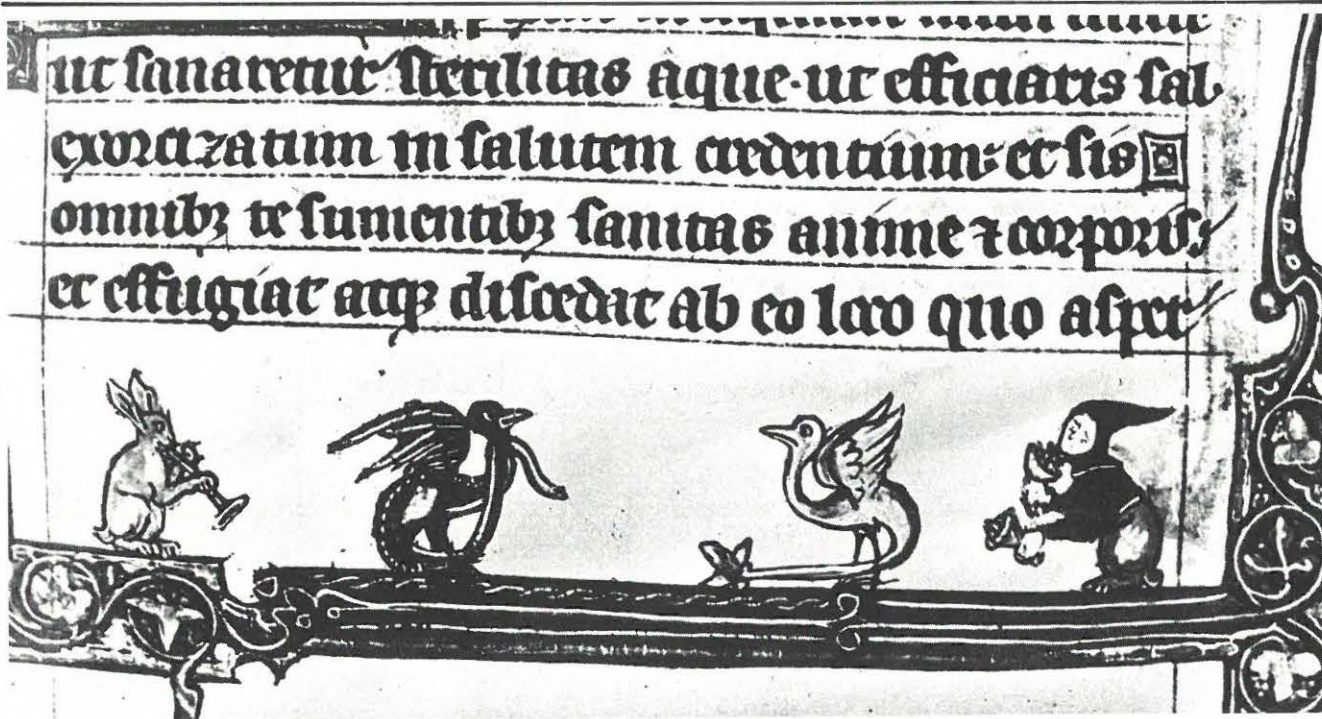 ut sanaretur sterilitas aque·ut efficiaris sal
exorcizatum in salutem credentium: et sis
omnibꝫ te sumentibꝫ sanitas anime ⁊ corporis:
et effugiat atqꝫ discedat ab eo loco quo asper